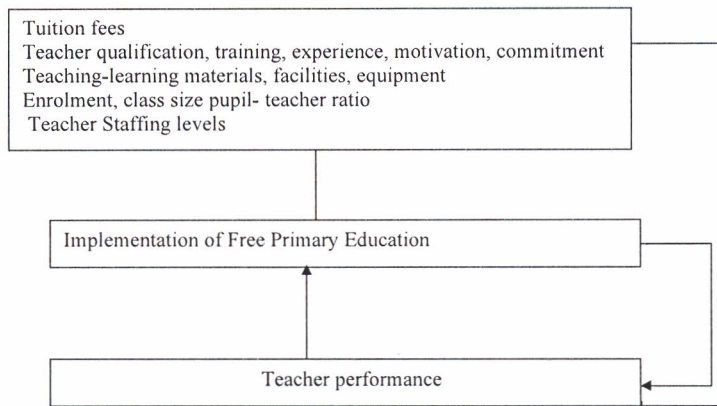 Tuition fees
Teacher qualification, training, experience, motivation, commitment
Teaching-learning materials, facilities, equipment
Enrolment, class size pupil- teacher ratio
Teacher Staffing levels
Implementation of Free Primary Education
Teacher performance